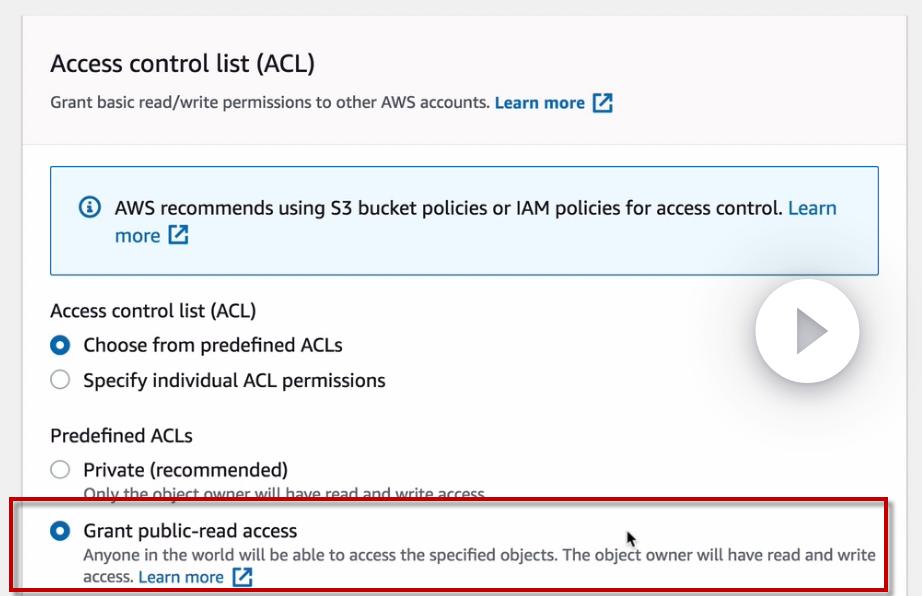 Access control list (ACL)
Grant basic read/write permissions to other AWS accounts. Learn more
AWS recommends using S3 bucket policies or IAM policies for access control. Learn
more
Access control list (ACL)
Choose from predefined ACLs
Specify individual ACL permissions
Predefined ACLs
Private (recommended)
Only the object owner will have read and write access.
Grant public-read access
Anyone in the world will be able to access the specified objects. The object owner will have read and write
access. Learn more